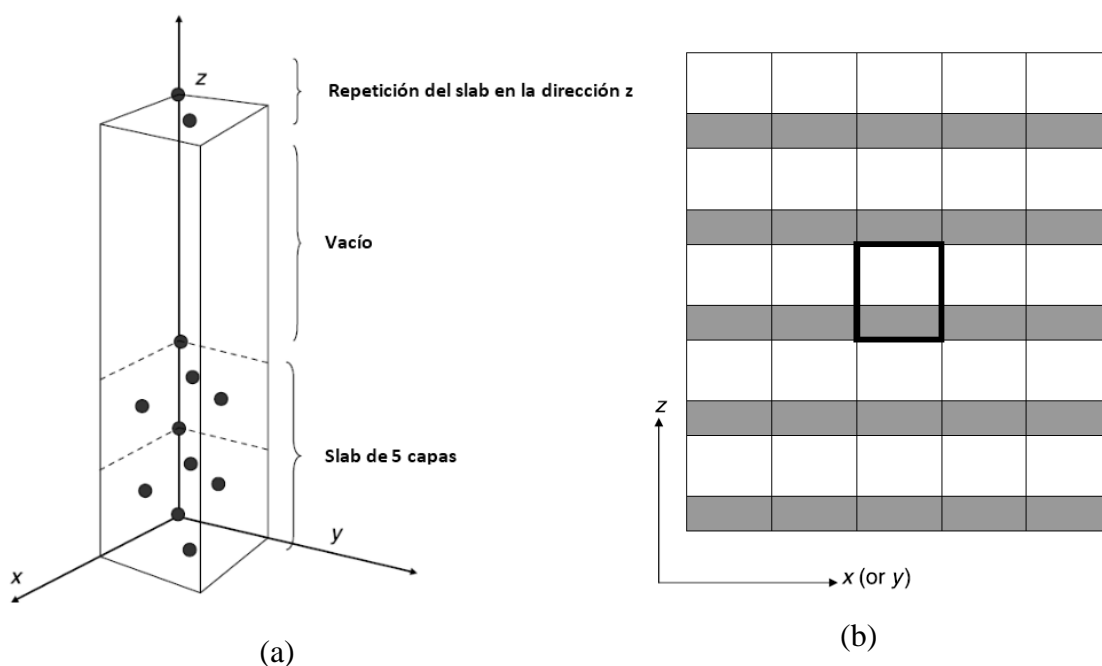 z
Repetición del slab en la dirección z
Vacío
Slab de 5 capas
y
x
(a)
z
x (or y)
(b)